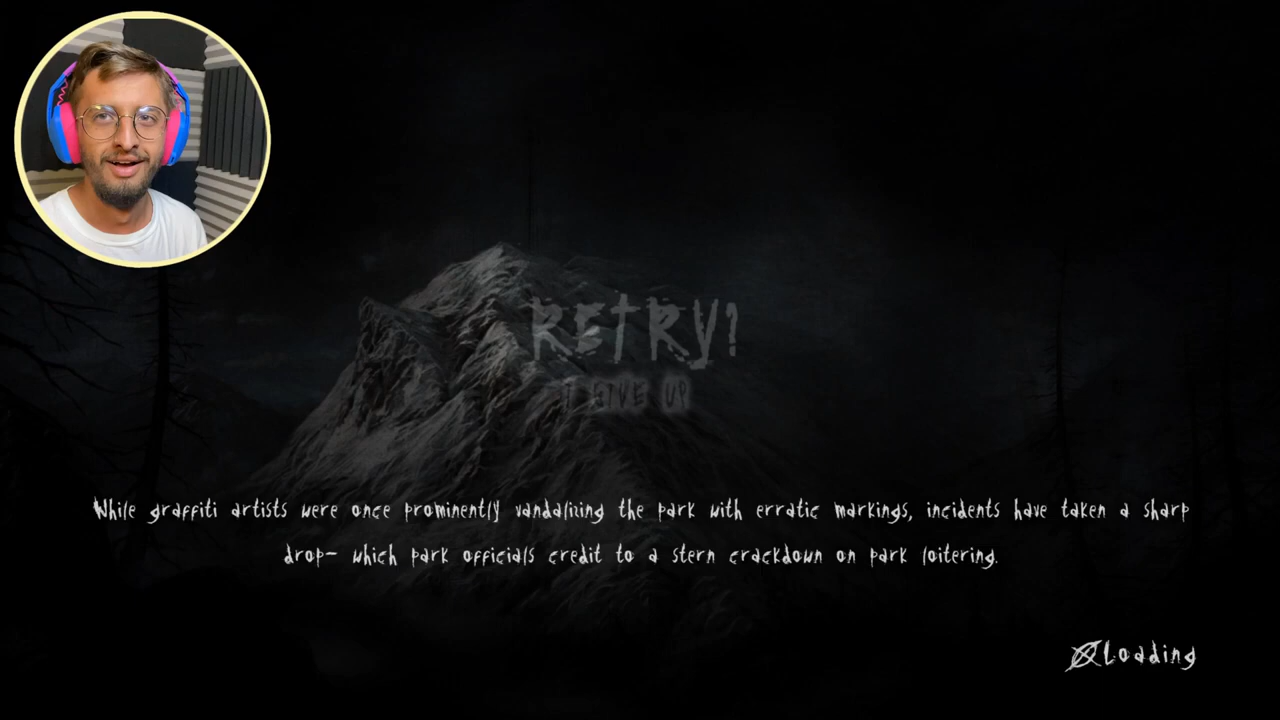 RETRY?
I GIVE UP
While graffiti artists were once prominently vandalizing the park with erratic markings, incidents have taken a sharp
drop- which park officials credit to a stern crackdown on park loitering.
Loading